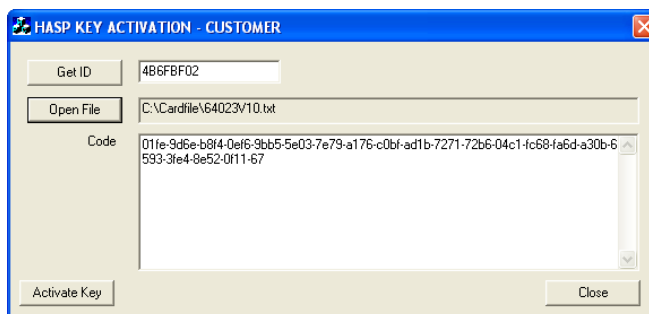 HASP KEY ACTIVATION - CUSTOMER
Get ID
4B6FBF02
Open File
C:\Cardfile\64023V10.txt
Code
01fe-9d6e-b8f4-0ef6-9bb5-5e03-7e79-a176-c0bf-ad1b-7271-72b6-04c1-fc68-fa6d-a30b-6
593-3fe4-8e52-0f11-67
Activate Key
Close